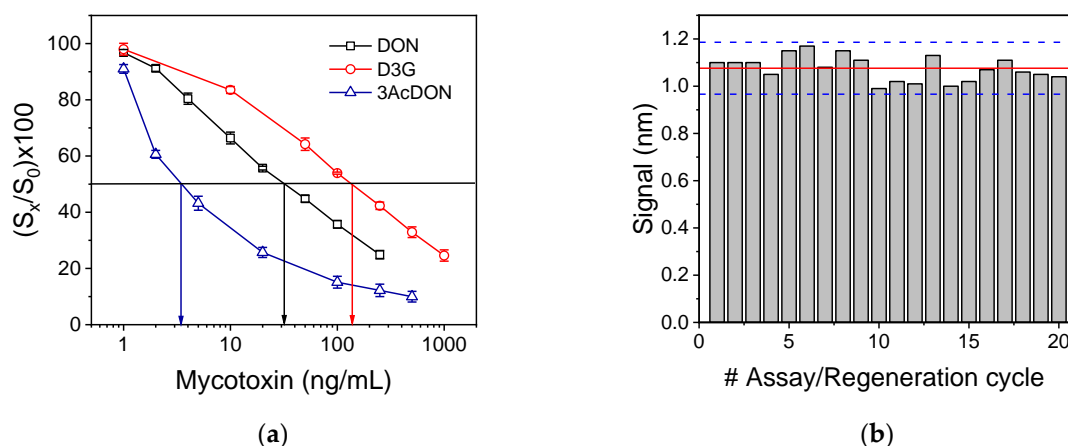 (Sx/S0)x100
100
80
60
40
20
0
1
10
100
1000
Mycotoxin (ng/mL)
DON
D3G
3AcDON
(a)
Signal (nm)
1.2
1.0
0.8
0.6
0.4
0.2
0.0
0
5
10
15
20
# Assay/Regeneration cycle
(b)